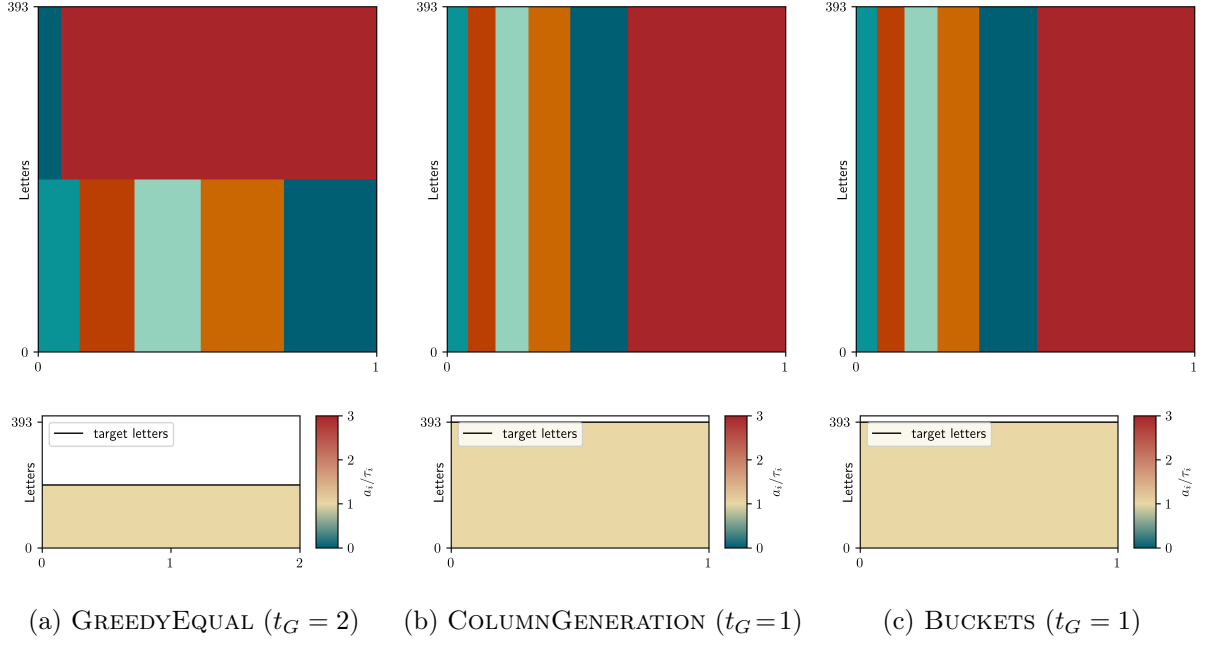 393
Letters
0
0
1
393
Letters
0
0
1
393
Letters
0
0
1
393
Letters
0
target letters
0
1
2
3
2
1
0
a_i/τ_i
393
Letters
0
target letters
0
1
3
2
1
0
a_i/τ_i
393
Letters
0
target letters
0
1
3
2
1
0
a_i/τ_i
(a) GREEDYEQUAL (t_G = 2)
(b) COLUMNGENERATION (t_G = 1)
(c) BUCKETS (t_G = 1)